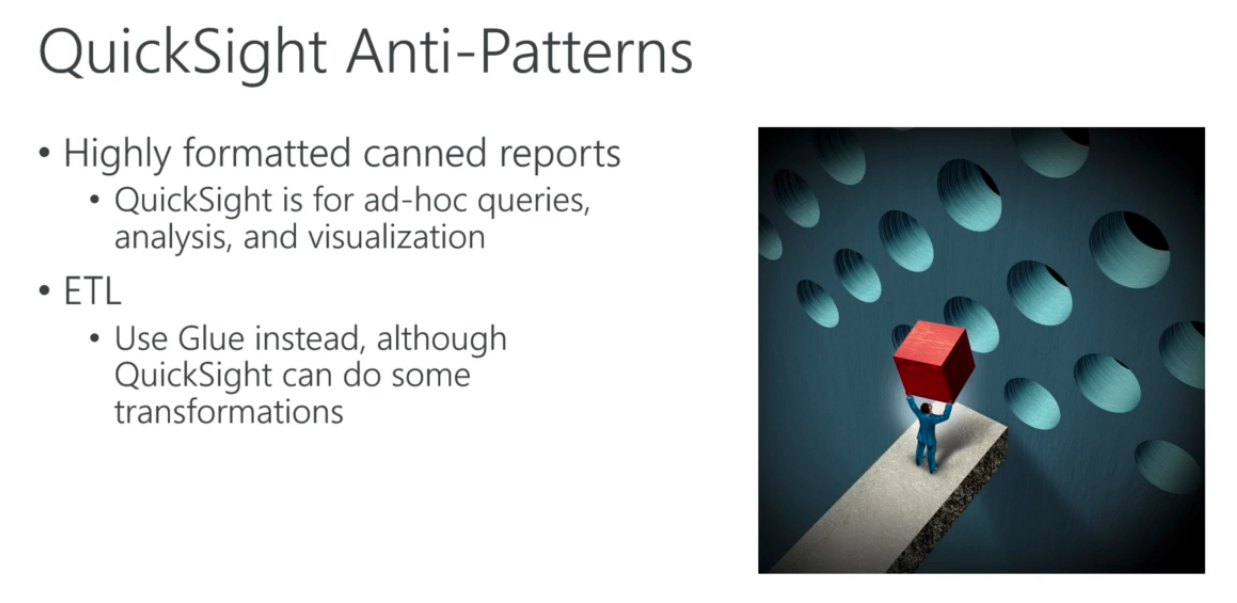 QuickSight Anti-Patterns
• Highly formatted canned reports
• QuickSight is for ad-hoc queries,
analysis, and visualization
• ETL
• Use Glue instead, although
QuickSight can do some
transformations